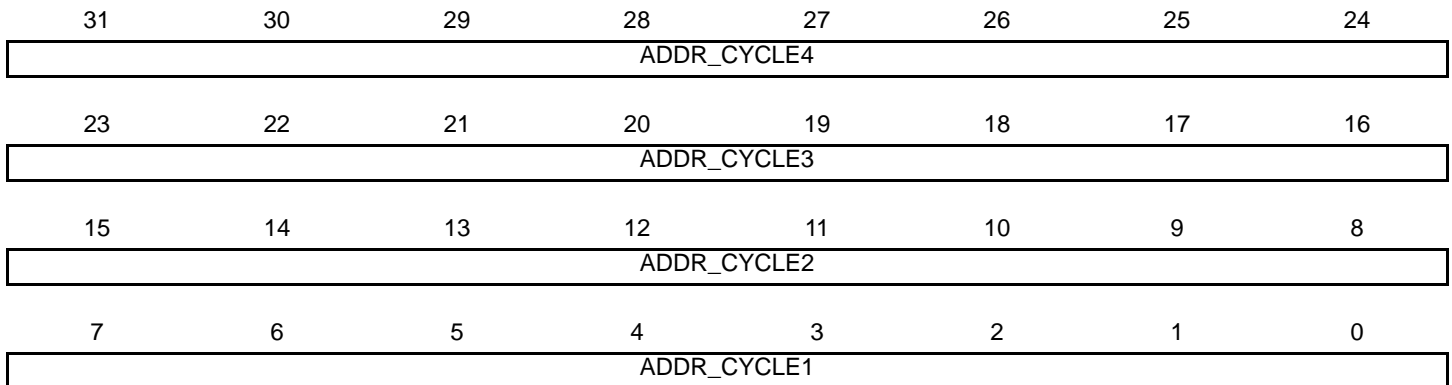 31 30 29 28 27 26 25 24
ADDR_CYCLE4
23 22 21 20 19 18 17 16
ADDR_CYCLE3
15 14 13 12 11 10 9 8
ADDR_CYCLE2
7 6 5 4 3 2 1 0
ADDR_CYCLE1